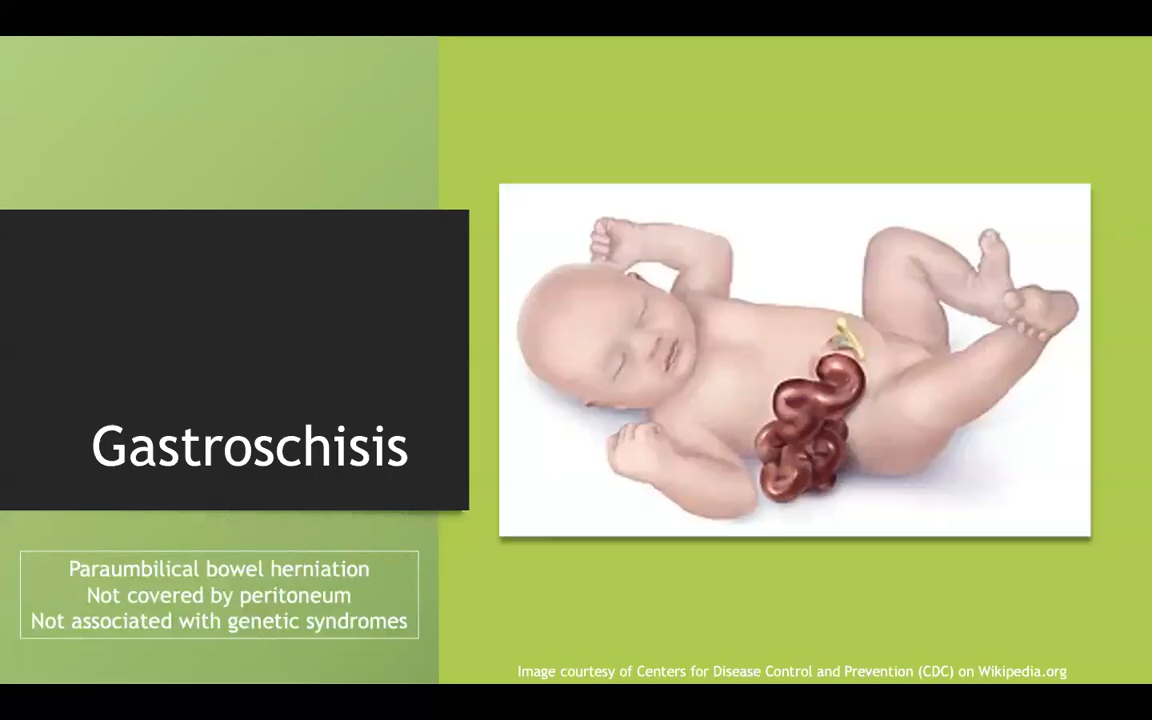 Gastroschisis
Paraumbilical bowel herniation
Not covered by peritoneum
Not associated with genetic syndromes
Image courtesy of Centers for Disease Control and Prevention (CDC) on Wikipedia.org